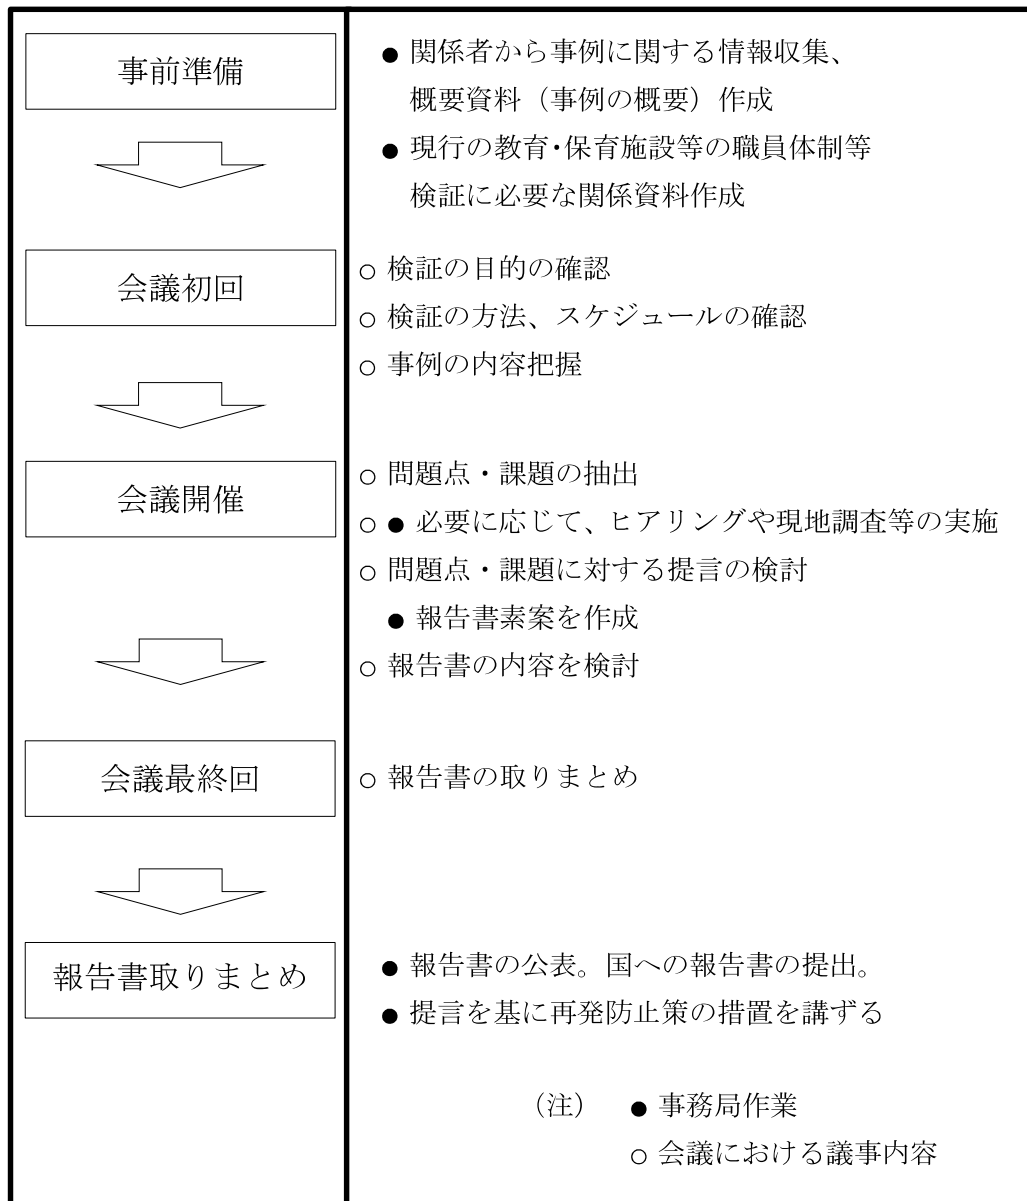 事前準備
● 関係者から事例に関する情報収集、
概要資料（事例の概要）作成
● 現行の教育･保育施設等の職員体制等
検証に必要な関係資料作成
会議初回
○ 検証の目的の確認
○ 検証の方法、スケジュールの確認
○ 事例の内容把握
会議開催
○ 問題点・課題の抽出
○ ● 必要に応じて、ヒアリングや現地調査等の実施
○ 問題点・課題に対する提言の検討
● 報告書素案を作成
○ 報告書の内容を検討
会議最終回
○ 報告書の取りまとめ
報告書取りまとめ
● 報告書の公表。国への報告書の提出。
● 提言を基に再発防止策の措置を講ずる
（注） ● 事務局作業
○ 会議における議事内容